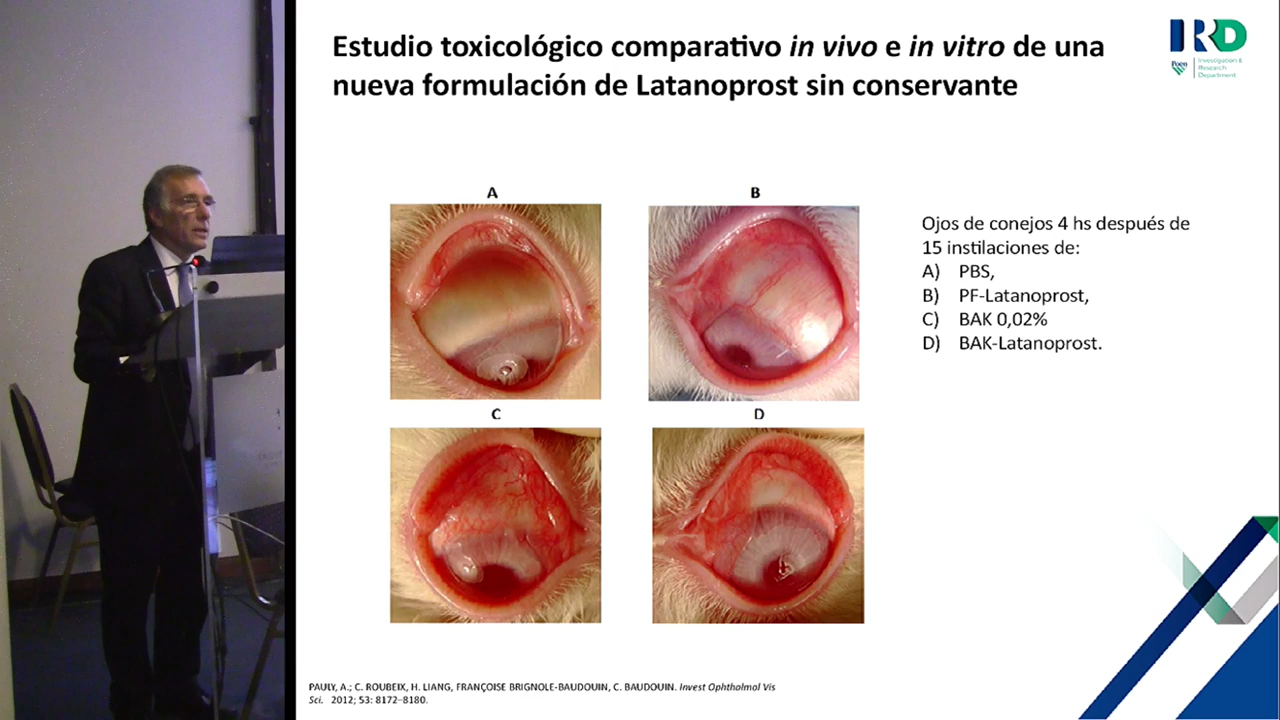 Estudio toxicológico comparativo in vivo e in vitro de una
nueva formulación de Latanoprost sin conservante
IRD
Poen
Investigation &
Research
Department
A
B
Ojos de conejos 4 hs después de
15 instilaciones de:
A) PBS,
B) PF-Latanoprost,
C) BAK 0,02%
D) BAK-Latanoprost.
C
D
PAULY, A.; C. ROUBEIX, H. LIANG, FRANÇOISE BRIGNOLE-BAUDOUIN, C. BAUDOUIN. Invest Ophthalmol Vis
Sci. 2012; 53: 8172–8180.